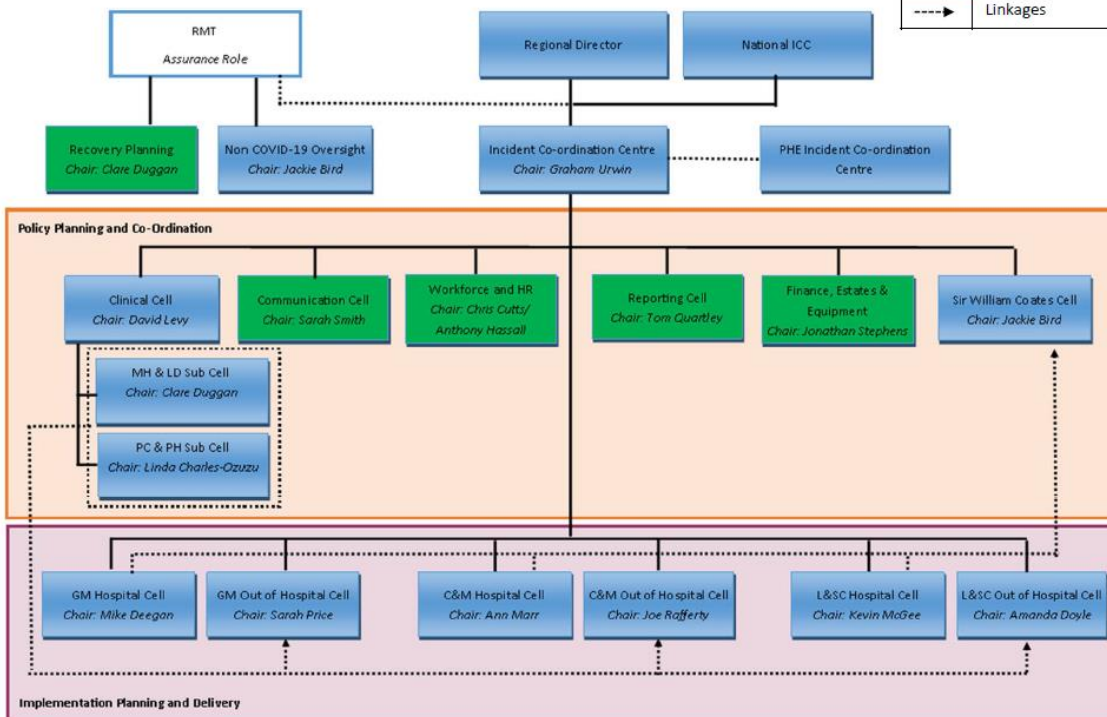 Linkages
RMT
Assurance Role
Regional Director
National ICC
Recovery Planning
Chair: Clare Duggan
Non COVID-19 Oversight
Chair: Jackie Bird
Incident Co-ordination Centre
Chair: Graham Urwin
PHE Incident Co-ordination
Centre
Policy Planning and Co-Ordination
Clinical Cell
Chair: David Levy
Communication Cell
Chair: Sarah Smith
Workforce and HR
Chair: Chris Cutts/
Anthony Hassall
Reporting Cell
Chair: Tom Quartley
Finance, Estates &
Equipment
Chair: Jonathan Stephens
Sir William Coates Cell
Chair: Jackie Bird
MH & LD Sub Cell
Chair: Clare Duggan
PC & PH Sub Cell
Chair: Linda Charles-Ozuzu
GM Hospital Cell
Chair: Mike Deegan
GM Out of Hospital Cell
Chair: Sarah Price
C&M Hospital Cell
Chair: Ann Marr
C&M Out of Hospital Cell
Chair: Joe Rafferty
L&SC Hospital Cell
Chair: Kevin McGee
L&SC Out of Hospital Cell
Chair: Amanda Doyle
Implementation Planning and Delivery